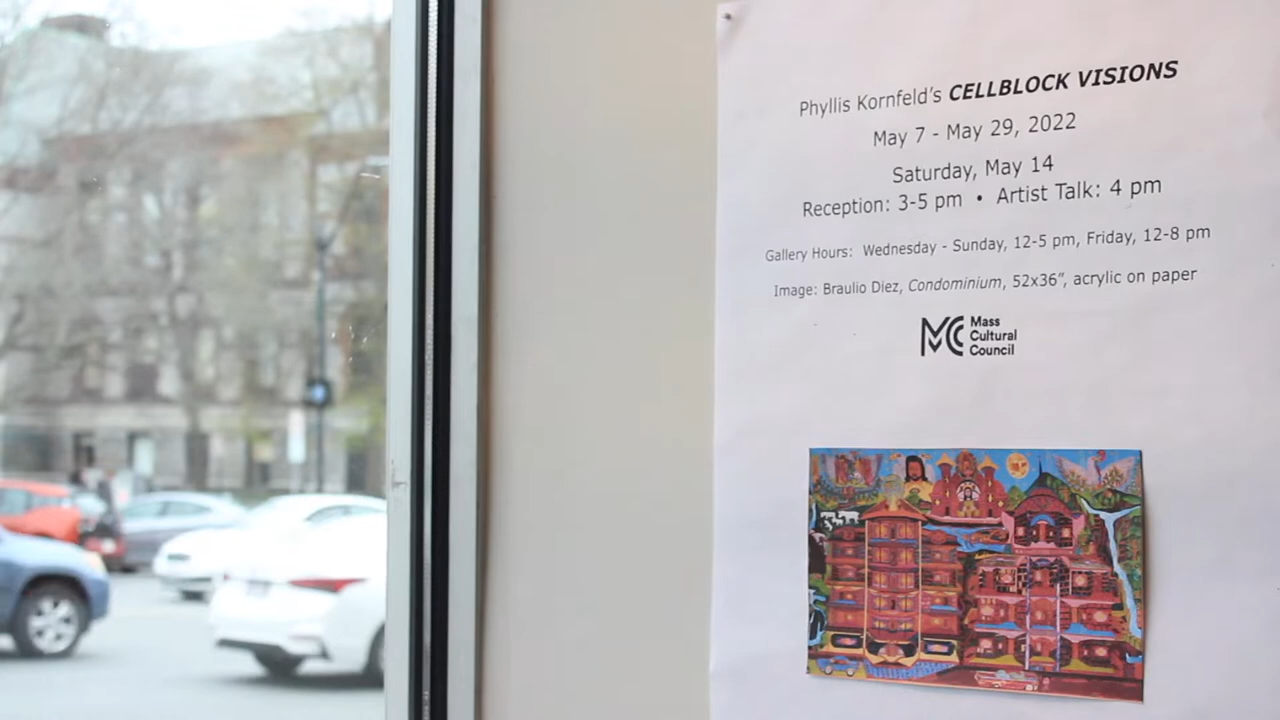 Phyllis Kornfeld's CELLBLOCK VISIONS
May 7 - May 29, 2022
Saturday, May 14
Reception: 3-5 pm • Artist Talk: 4 pm
Gallery Hours: Wednesday - Sunday, 12-5 pm, Friday, 12-8 pm
Image: Braulio Diez, Condominium, 52x36", acrylic on paper
MCC
Mass
Cultural
Council